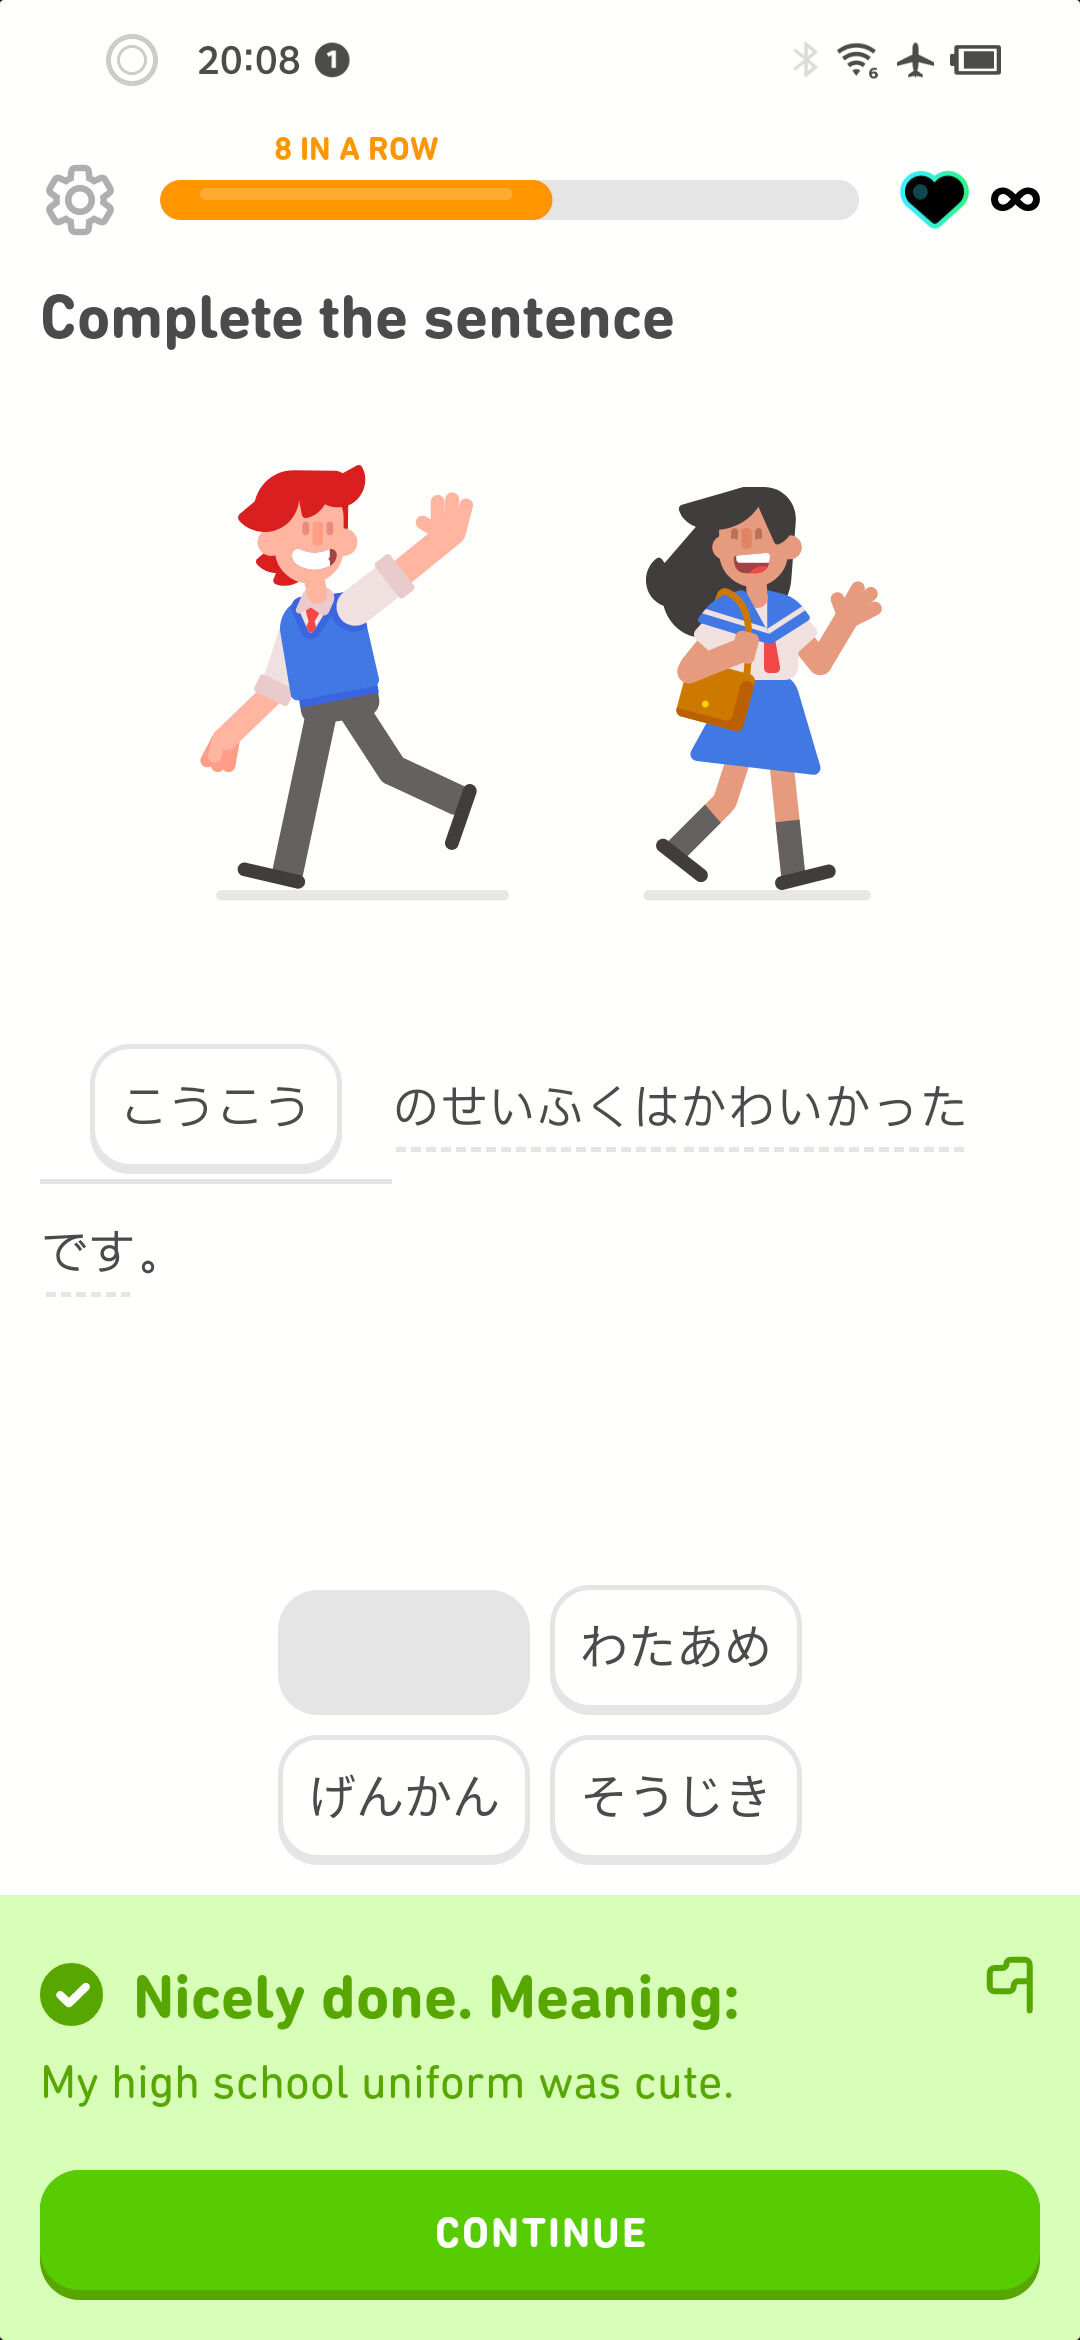 20:08 1
6
8 IN A ROW
Complete the sentence
こうこう のせいふくはかわいかった
です。
わたあめ
げんかん そうじき
Nicely done. Meaning:
My high school uniform was cute.
CONTINUE